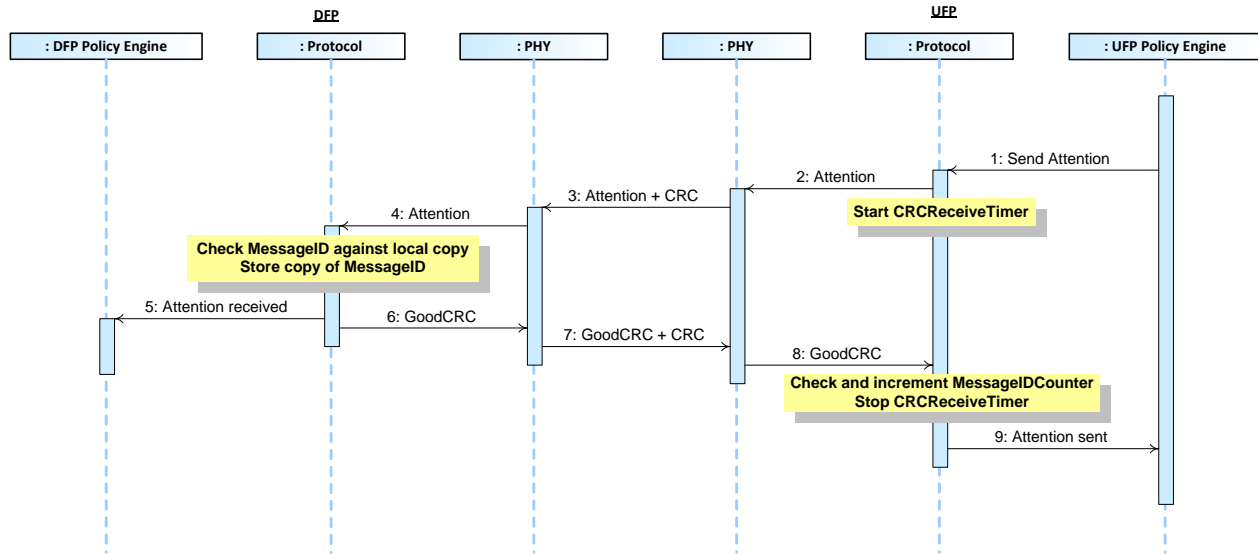 DFP
UFP
: DFP Policy Engine
: Protocol
: PHY
: PHY
: Protocol
: UFP Policy Engine
1: Send Attention
2: Attention
3: Attention + CRC
Start CRCReceiveTimer
4: Attention
Check MessageID against local copy
Store copy of MessageID
5: Attention received
6: GoodCRC
7: GoodCRC + CRC
8: GoodCRC
Check and increment MessageIDCounter
Stop CRCReceiveTimer
9: Attention sent